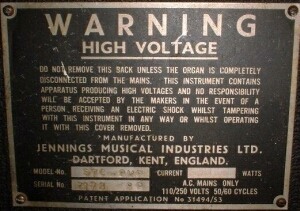 WARNING
HIGH VOLTAGE
DO NOT REMOVE THIS BACK UNLESS THE ORGAN IS COMPLETELY
DISCONNECTED FROM THE MAINS. THIS INSTRUMENT CONTAINS
APPARATUS PRODUCING HIGH VOLTAGES AND NO RESPONSIBILITY
WILL BE ACCEPTED BY THE MAKERS IN THE EVENT OF A
PERSON RECEIVING AN ELECTRIC SHOCK WHILST TAMPERING
WITH THIS INSTRUMENT IN ANY WAY OR WHILST OPERATING
IT WITH THIS COVER REMOVED.
MANUFACTURED BY
JENNINGS MUSICAL INDUSTRIES LTD.
DARTFORD, KENT, ENGLAND.
MODEL-No. CURRENT WATTS
SERIAL No. A.C. MAINS ONLY
110/250 VOLTS 50/60 CYCLES
PATENT APPLICATION No 31494/53